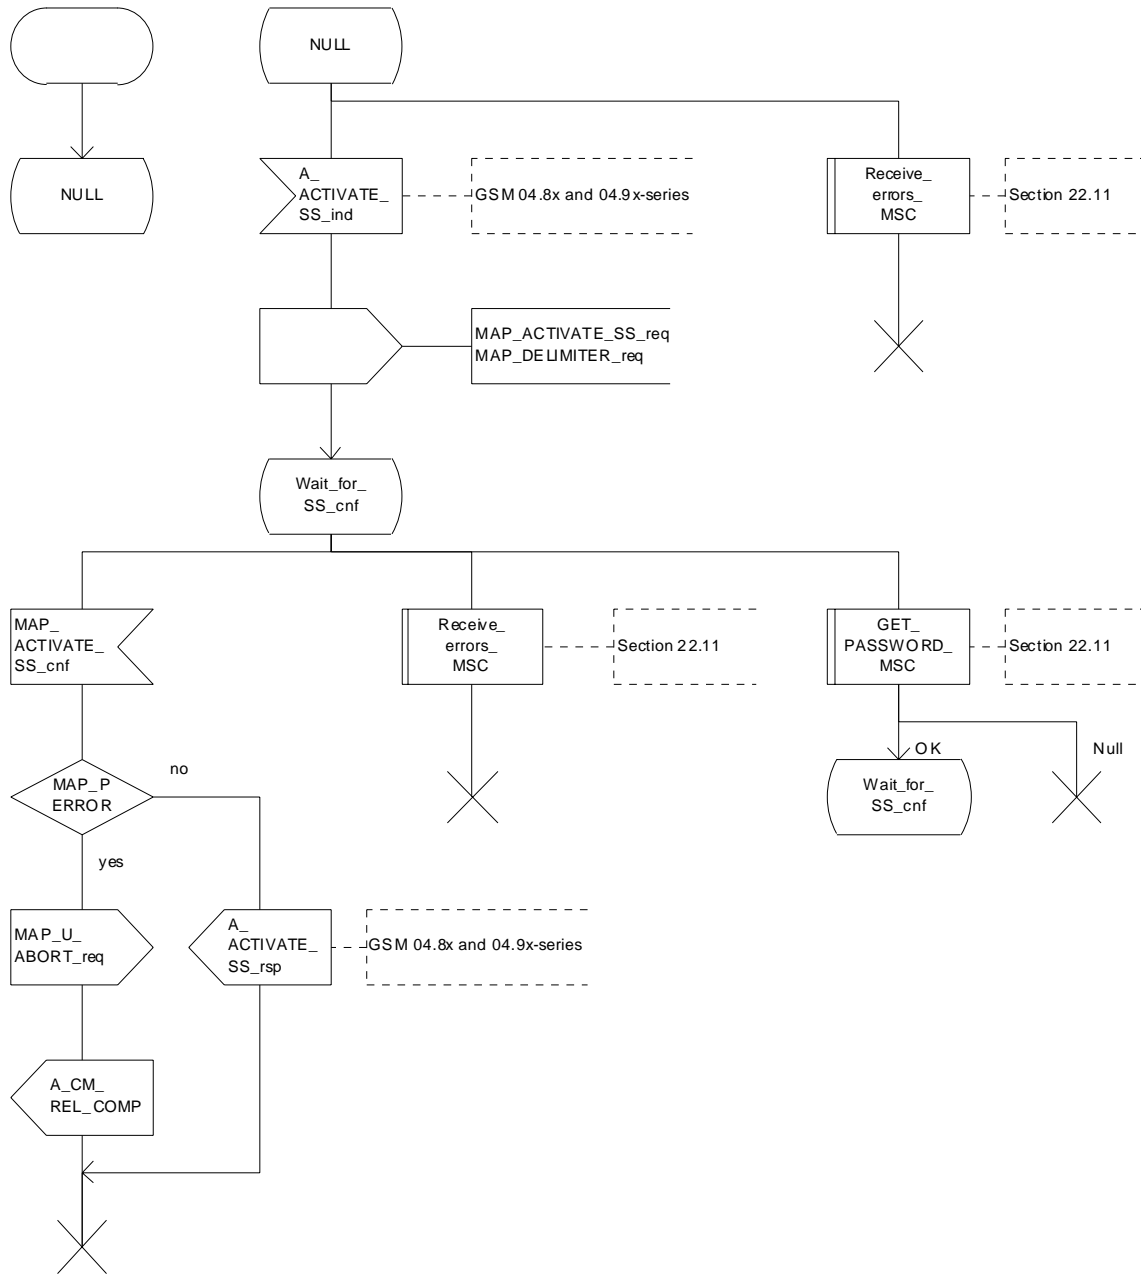 NULL
NULL
A_
ACTIVATE_
SS_ind
GSM 04.8x and 04.9x-series
Receive_
errors_
MSC
Section 22.11
MAP_ACTIVATE_SS_req
MAP_DELIMITER_req
Wait_for_
SS_cnf
MAP_
ACTIVATE_
SS_cnf
Receive_
errors_
MSC
Section 22.11
GET_
PASSWORD_
MSC
Section 22.11
OK
Null
Wait_for_
SS_cnf
MAP_P
ERROR
no
yes
MAP_U_
ABORT_req
A_
ACTIVATE_
SS_rsp
GSM 04.8x and 04.9x-series
A_CM_
REL_COMP